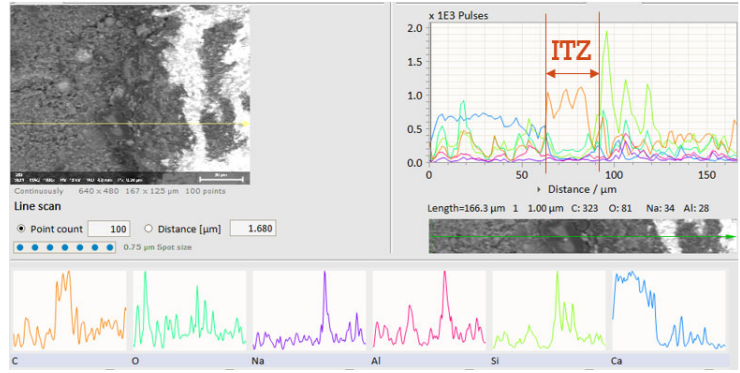 x 1E3 Pulses
2.0
1.5
1.0
0.5
0.0
ITZ
0 50 100 150
Distance / µm
Continuously 640 x 480 167 x 125 µm 100 points
Line scan
Point count 100 Distance [µm] 1.680
0.75 µm Spot size
Length=166.3 µm 1 1.00 µm C: 323 O: 81 Na: 34 Al: 28
C O Na Al Si Ca